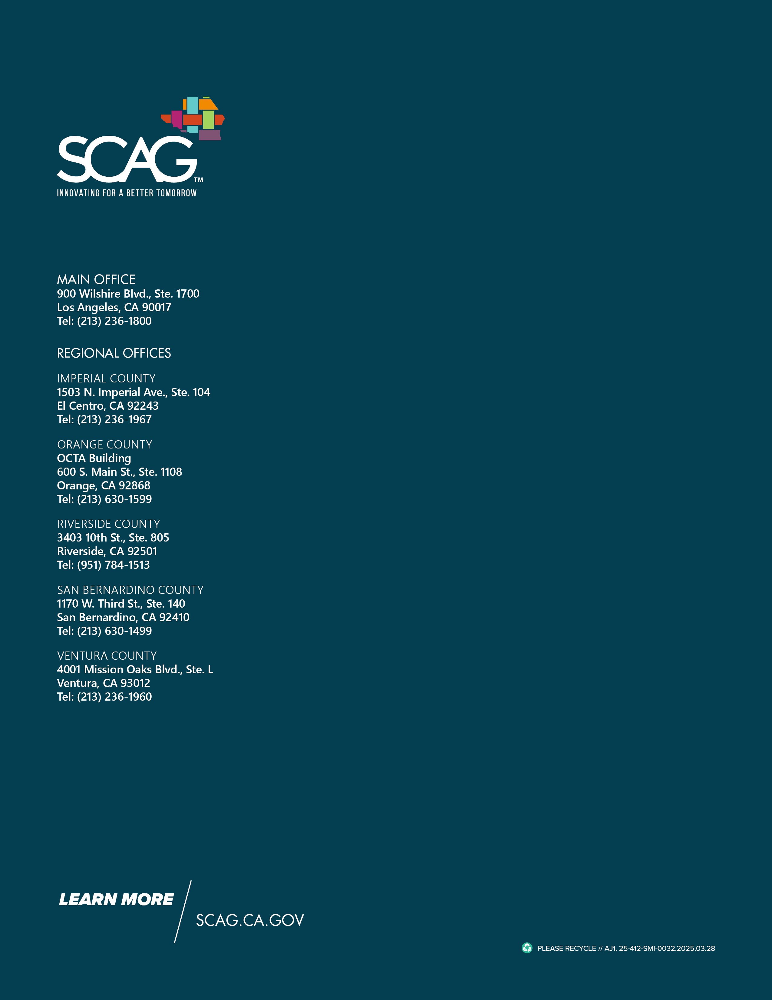 SCAG™
INNOVATING FOR A BETTER TOMORROW
MAIN OFFICE
900 Wilshire Blvd., Ste. 1700
Los Angeles, CA 90017
Tel: (213) 236-1800
REGIONAL OFFICES
IMPERIAL COUNTY
1503 N. Imperial Ave., Ste. 104
El Centro, CA 92243
Tel: (213) 236-1967
ORANGE COUNTY
OCTA Building
600 S. Main St., Ste. 1108
Orange, CA 92868
Tel: (213) 630-1599
RIVERSIDE COUNTY
3403 10th St., Ste. 805
Riverside, CA 92501
Tel: (951) 784-1513
SAN BERNARDINO COUNTY
1170 W. Third St., Ste. 140
San Bernardino, CA 92410
Tel: (213) 630-1499
VENTURA COUNTY
4001 Mission Oaks Blvd., Ste. L
Ventura, CA 93012
Tel: (213) 236-1960
LEARN MORE
SCAG.CA.GOV
PLEASE RECYCLE // AJ1. 25-412-SMI-0032.2025.03.28